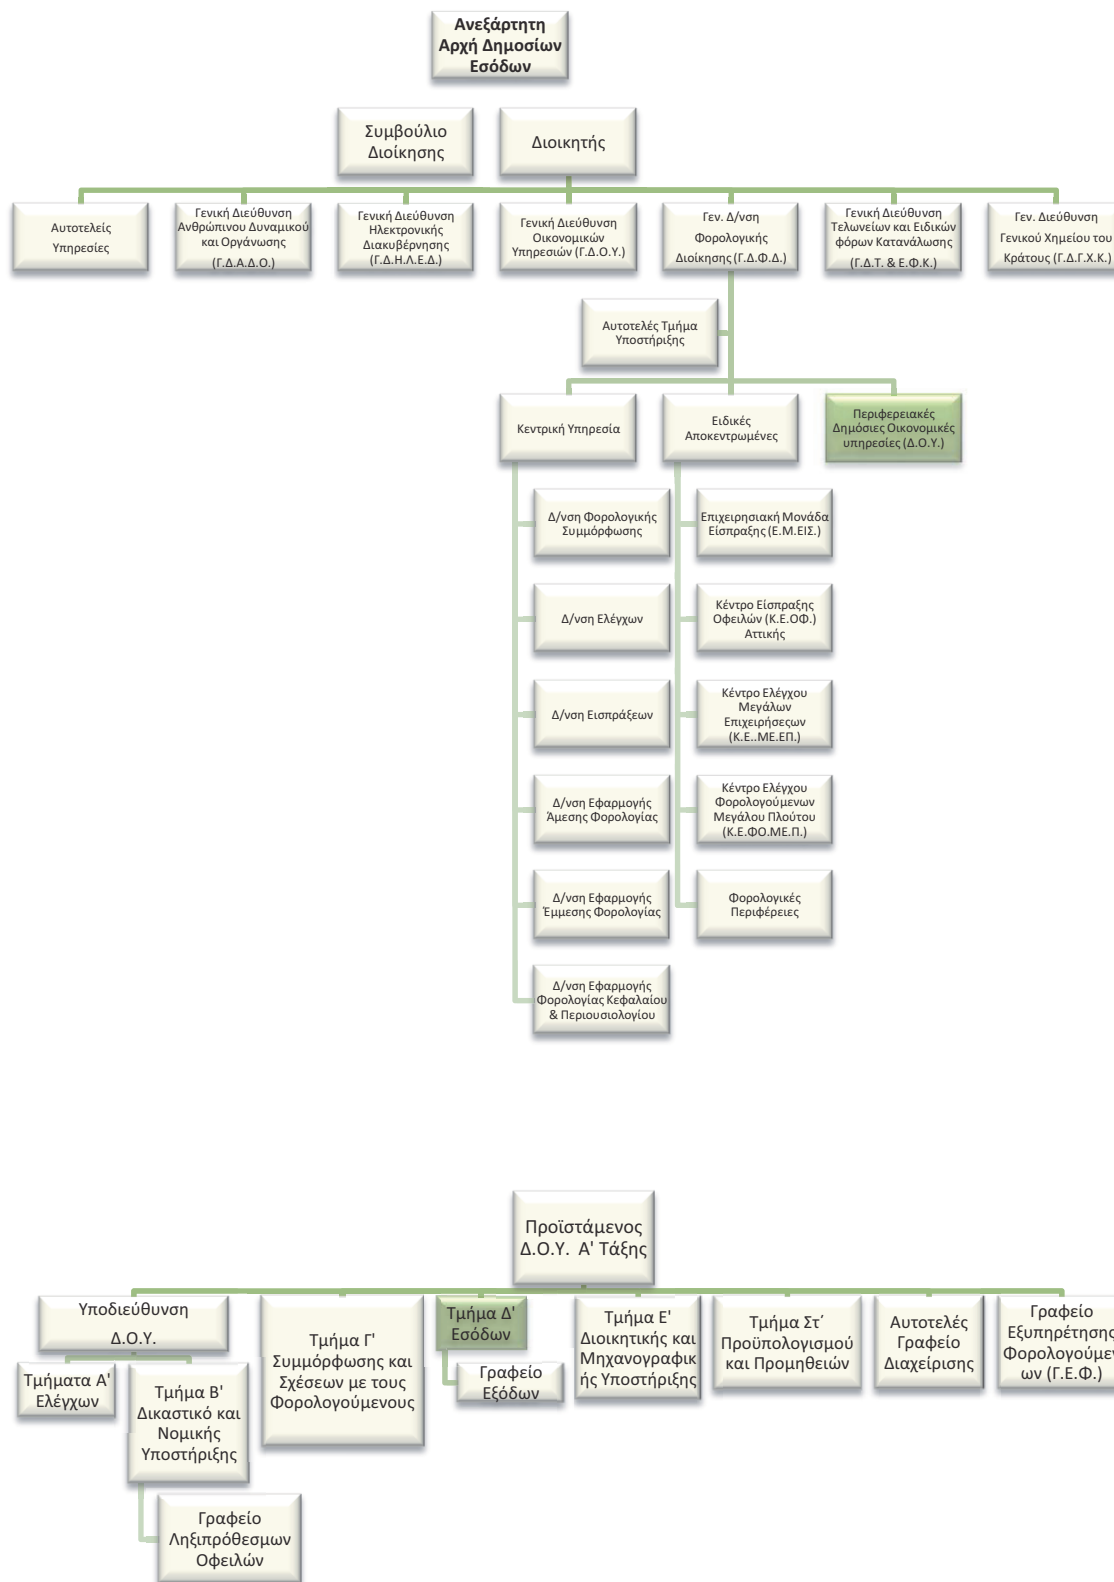 Ανεξάρτητη
Αρχή Δημοσίων
Εσόδων
Συμβούλιο
Διοίκησης
Διοικητής
Αυτοτελείς
Υπηρεσίες
Γενική Διεύθυνση
Ανθρώπινου Δυναμικού
και Οργάνωσης
(Γ.Δ.Α.Δ.Ο.)
Γενική Διεύθυνση
Ηλεκτρονικής
Διακυβέρνησης
(Γ.Δ.Η.Λ.Ε.Δ.)
Γενική Διεύθυνση
Οικονομικών
Υπηρεσιών (Γ.Δ.Ο.Υ.)
Γεν. Δ/νση
Φορολογικής
Διοίκησης (Γ.Δ.Φ.Δ.)
Γενική Διεύθυνση
Τελωνείων και Ειδικών
φόρων Κατανάλωσης
(Γ.Δ.Τ. & Ε.Φ.Κ.)
Γεν. Διεύθυνση
Γενικού Χημείου του
Κράτους (Γ.Δ.Γ.Χ.Κ.)
Αυτοτελές Τμήμα
Υποστήριξης
Κεντρική Υπηρεσία
Ειδικές
Αποκεντρωμένες
Περιφερειακές
Δημόσιες Οικονομικές
υπηρεσίες (Δ.Ο.Υ.)
Δ/νση Φορολογικής
Συμμόρφωσης
Δ/νση Ελέγχων
Δ/νση Εισπράξεων
Δ/νση Εφαρμογής
Άμεσης Φορολογίας
Δ/νση Εφαρμογής
Έμμεσης Φορολογίας
Δ/νση Εφαρμογής
Φορολογίας Κεφαλαίου
& Περιουσιολογίου
Επιχειρησιακή Μονάδα
Είσπραξης (Ε.Μ.ΕΙΣ.)
Κέντρο Είσπραξης
Οφειλών (Κ.Ε.ΟΦ.)
Αττικής
Κέντρο Ελέγχου
Μεγάλων
Επιχειρήσεςων
(Κ.Ε..ΜΕ.ΕΠ.)
Κέντρο Ελέγχου
Φορολογούμενων
Μεγάλου Πλούτου
(Κ.Ε.ΦΟ.ΜΕ.Π.)
Φορολογικές
Περιφέρειες
Προϊστάμενος
Δ.Ο.Υ. Α' Τάξης
Υποδιεύθυνση
Δ.Ο.Υ.
Τμήματα Α'
Ελέγχων
Τμήμα Β'
Δικαστικό και
Νομικής
Υποστήριξης
Γραφείο
Ληξιπρόθεσμων
Οφειλών
Τμήμα Γ'
Συμμόρφωσης και
Σχέσεων με τους
Φορολογούμενους
Τμήμα Δ'
Εσόδων
Γραφείο
Εξόδων
Τμήμα Ε'
Διοικητικής και
Μηχανογραφικ
ής Υποστήριξης
Τμήμα Στ΄
Προϋπολογισμού
και Προμηθειών
Αυτοτελές
Γραφείο
Διαχείρισης
Γραφείο
Εξυπηρέτησης
Φορολογούμεν
ων (Γ.Ε.Φ.)